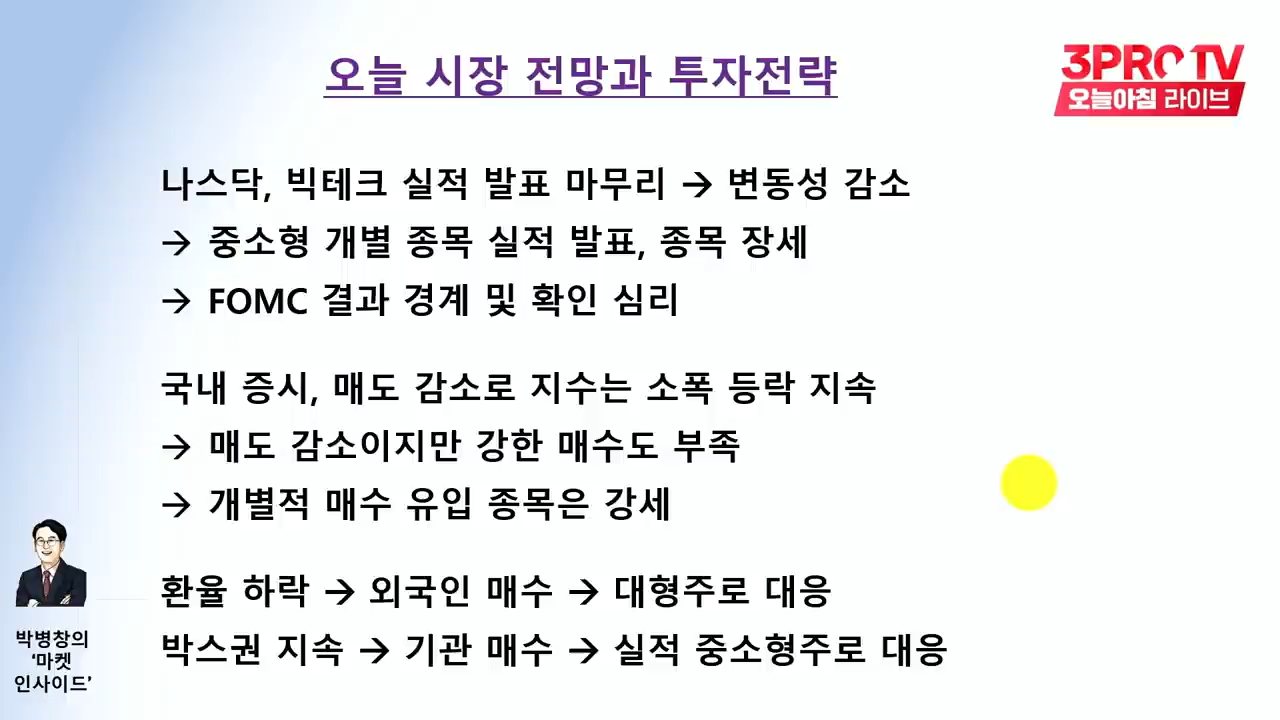 오늘 시장 전망과 투자전략
3PRO TV
오늘아침 라이브
나스닥, 빅테크 실적 발표 마무리 → 변동성 감소
→ 중소형 개별 종목 실적 발표, 종목 장세
→ FOMC 결과 경계 및 확인 심리
국내 증시, 매도 감소로 지수는 소폭 등락 지속
→ 매도 감소이지만 강한 매수도 부족
→ 개별적 매수 유입 종목은 강세
환율 하락 → 외국인 매수 → 대형주로 대응
박스권 지속 → 기관 매수 → 실적 중소형주로 대응
박병창의
‘마켓
인사이드’